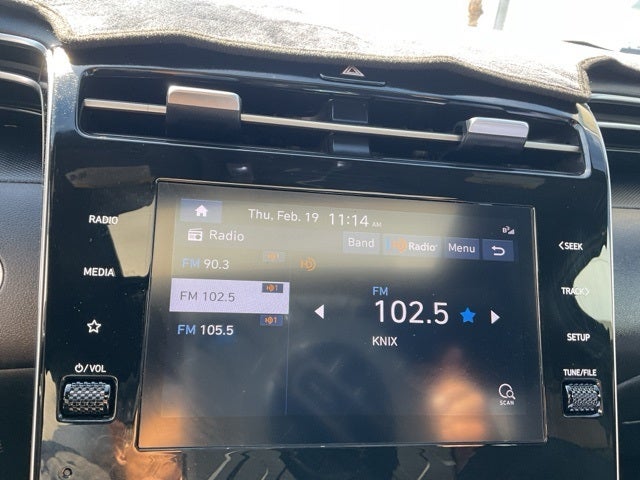 Thu, Feb. 19 11:14 AM
Radio
Band Radio Menu
RADIO
MEDIA
FM 90.3
FM 102.5
FM 105.5
FM
102.5
KNIX
SCAN
<SEEK
TRACK>
SETUP
TUNE/FILE
/VOL